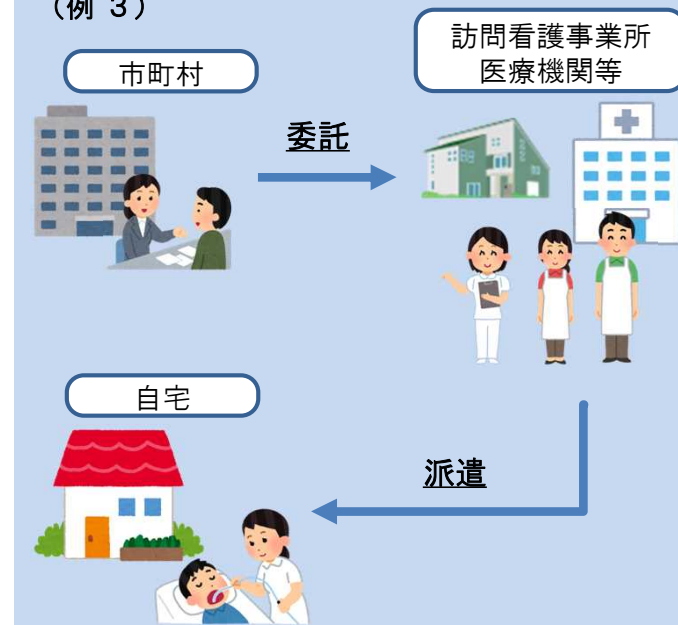 （例 ３）
市町村
訪問看護事業所
医療機関等
委託
自宅
派遣